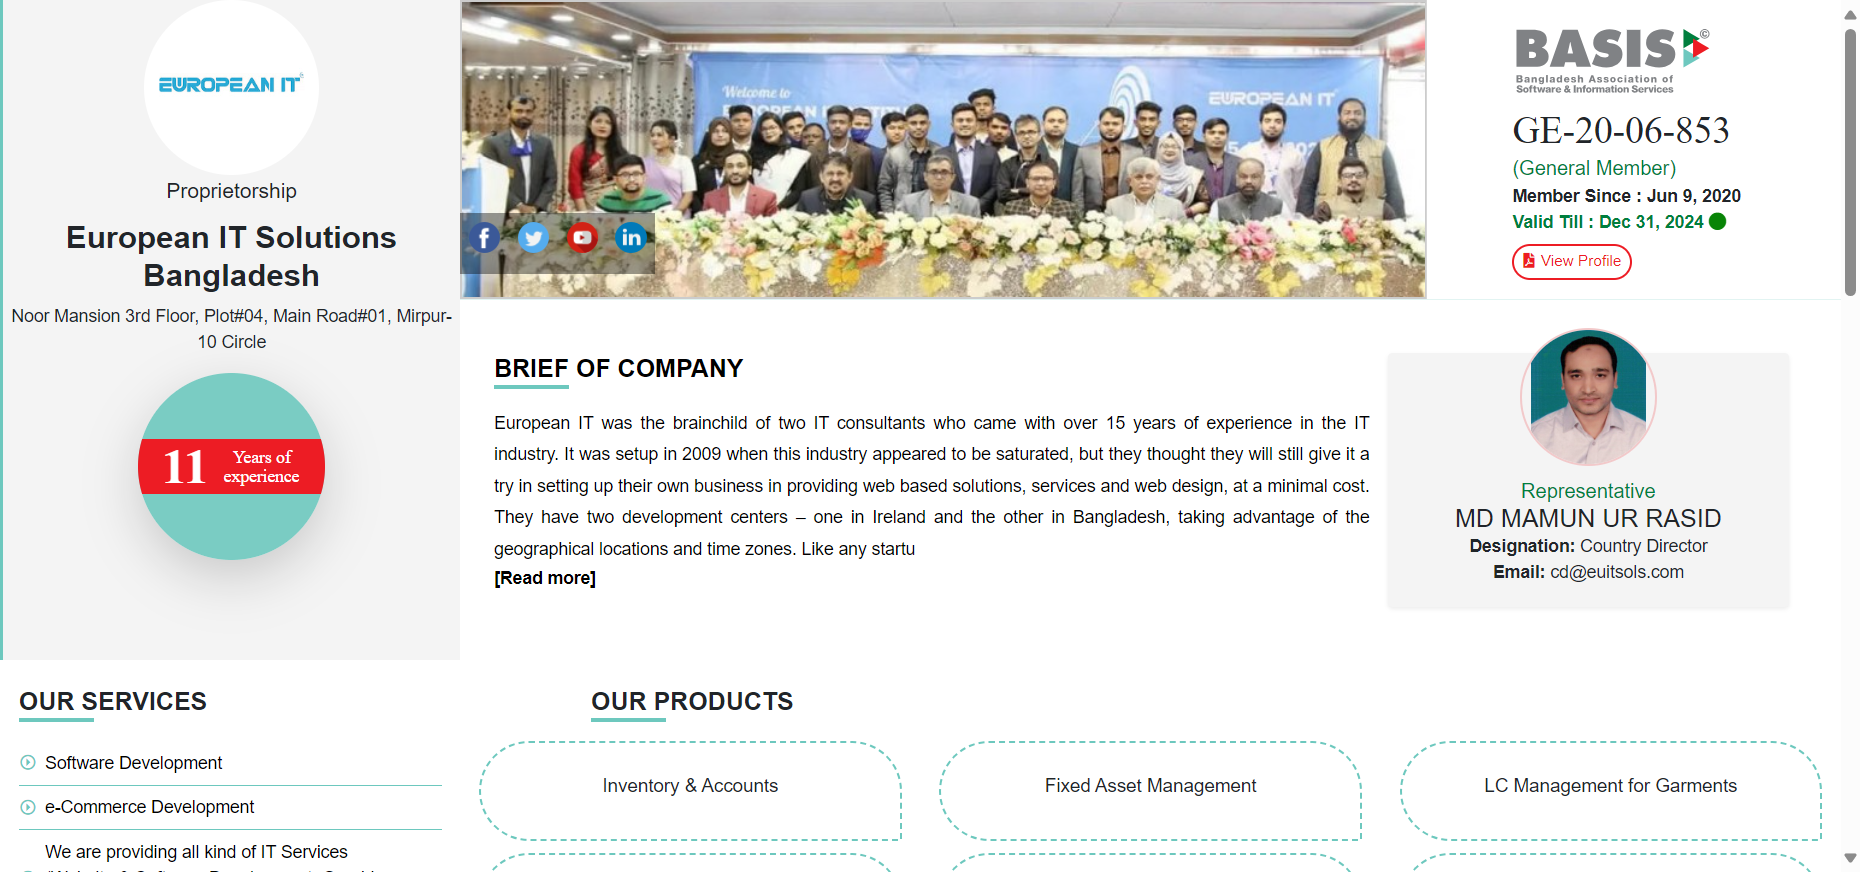 EUROPEAN IT
Proprietorship
European IT Solutions
Bangladesh
Noor Mansion 3rd Floor, Plot#04, Main Road#01, Mirpur-
10 Circle
11
Years of
experience
Welcome to
EUROPEAN IT
BASIS
Bangladesh Association of
Software & Information Services
GE-20-06-853
(General Member)
Member Since : Jun 9, 2020
Valid Till : Dec 31, 2024
View Profile
BRIEF OF COMPANY
European IT was the brainchild of two IT consultants who came with over 15 years of experience in the IT
industry. It was setup in 2009 when this industry appeared to be saturated, but they thought they will still give it a
try in setting up their own business in providing web based solutions, services and web design, at a minimal cost.
They have two development centers – one in Ireland and the other in Bangladesh, taking advantage of the
geographical locations and time zones. Like any startu
[Read more]
Representative
MD MAMUN UR RASID
Designation: Country Director
Email: cd@euitsols.com
OUR SERVICES
Software Development
e-Commerce Development
We are providing all kind of IT Services
OUR PRODUCTS
Inventory & Accounts
Fixed Asset Management
LC Management for Garments